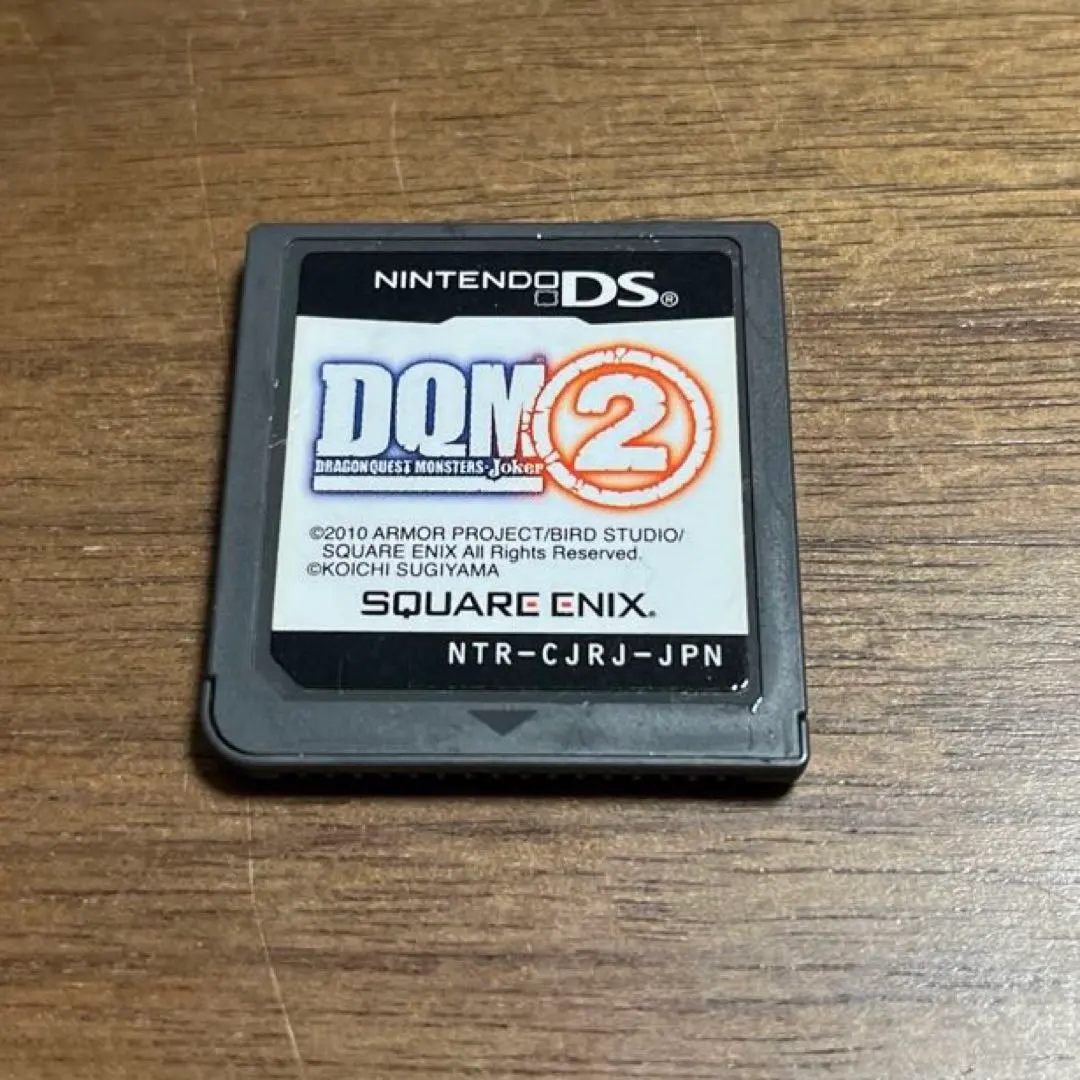 NINTENDO DS®
DQM 2
DRAGON QUEST MONSTERS·Joker
©2010 ARMOR PROJECT/BIRD STUDIO/
SQUARE ENIX All Rights Reserved.
©KOICHI SUGIYAMA
SQUARE ENIX®
NTR-CJRJ-JPN